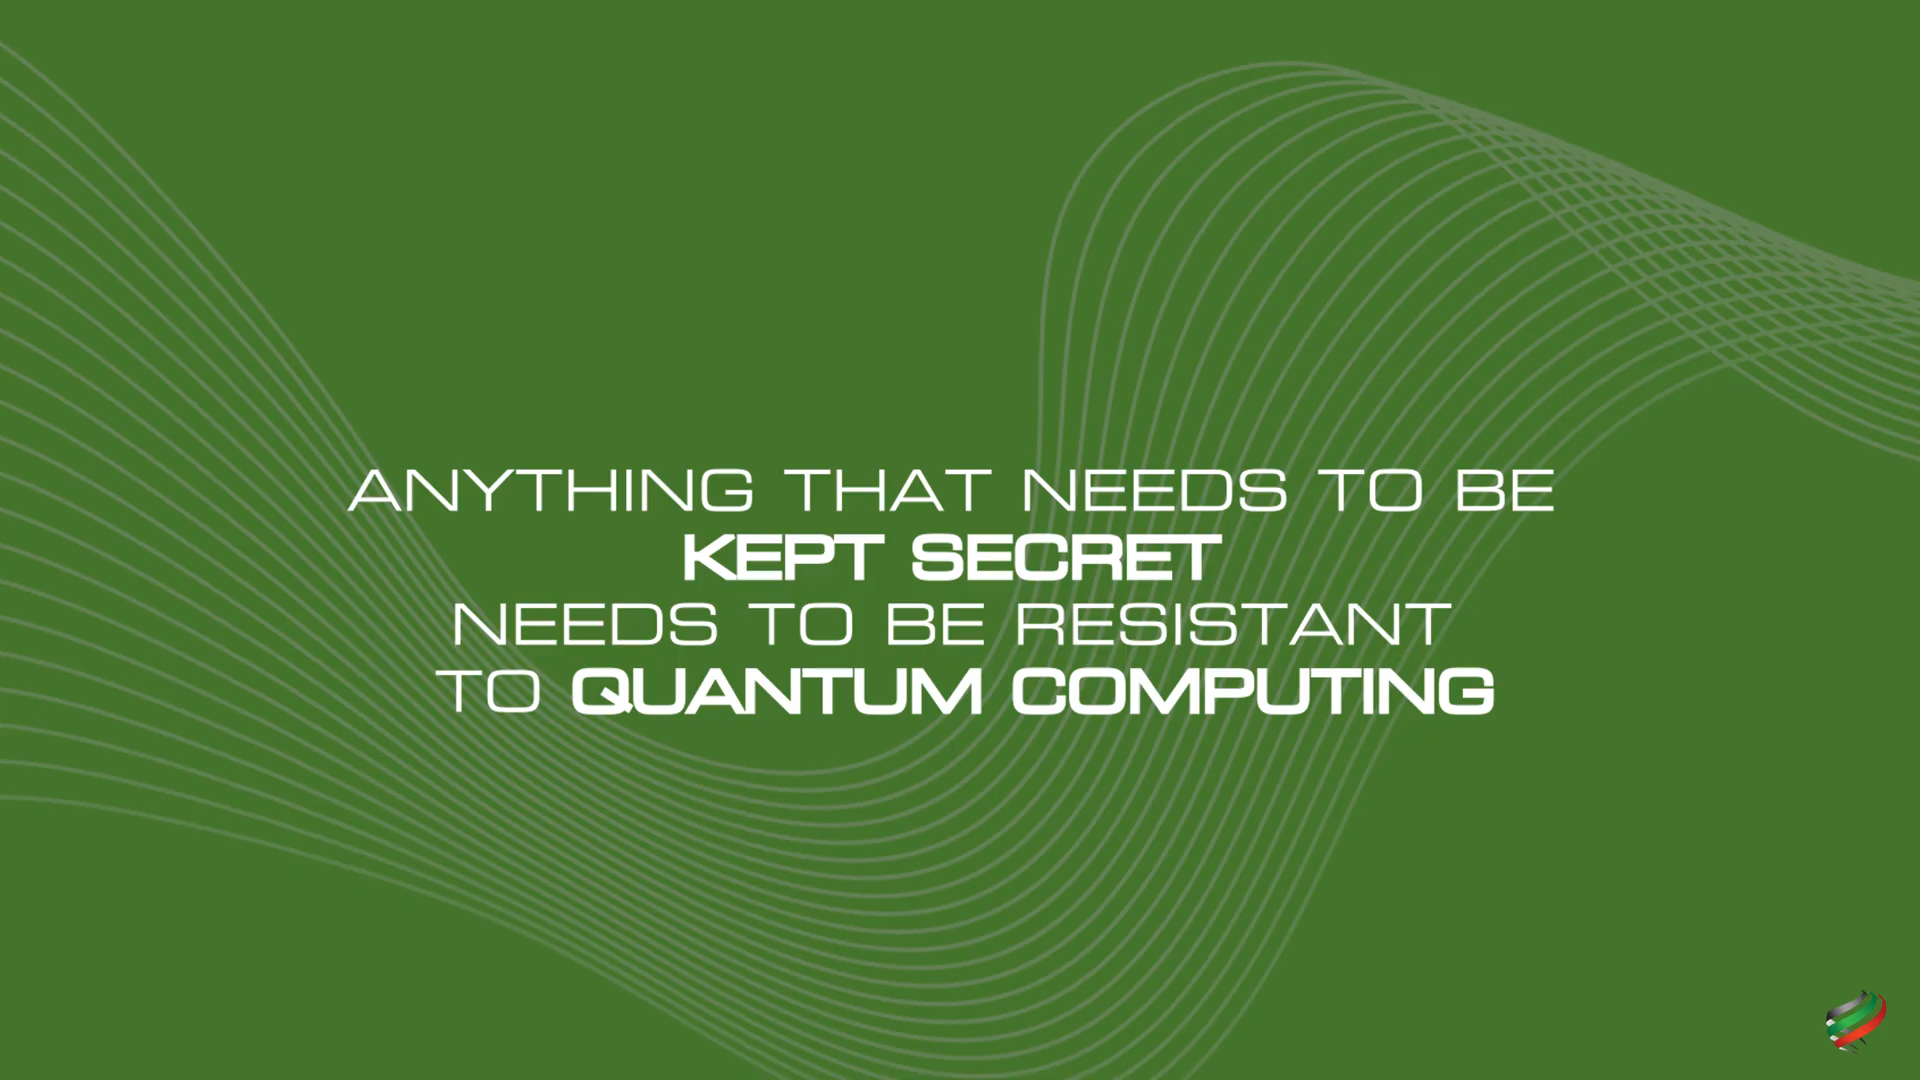 ANYTHING THAT NEEDS TO BE
KEPT SECRET
NEEDS TO BE RESISTANT
TO QUANTUM COMPUTING